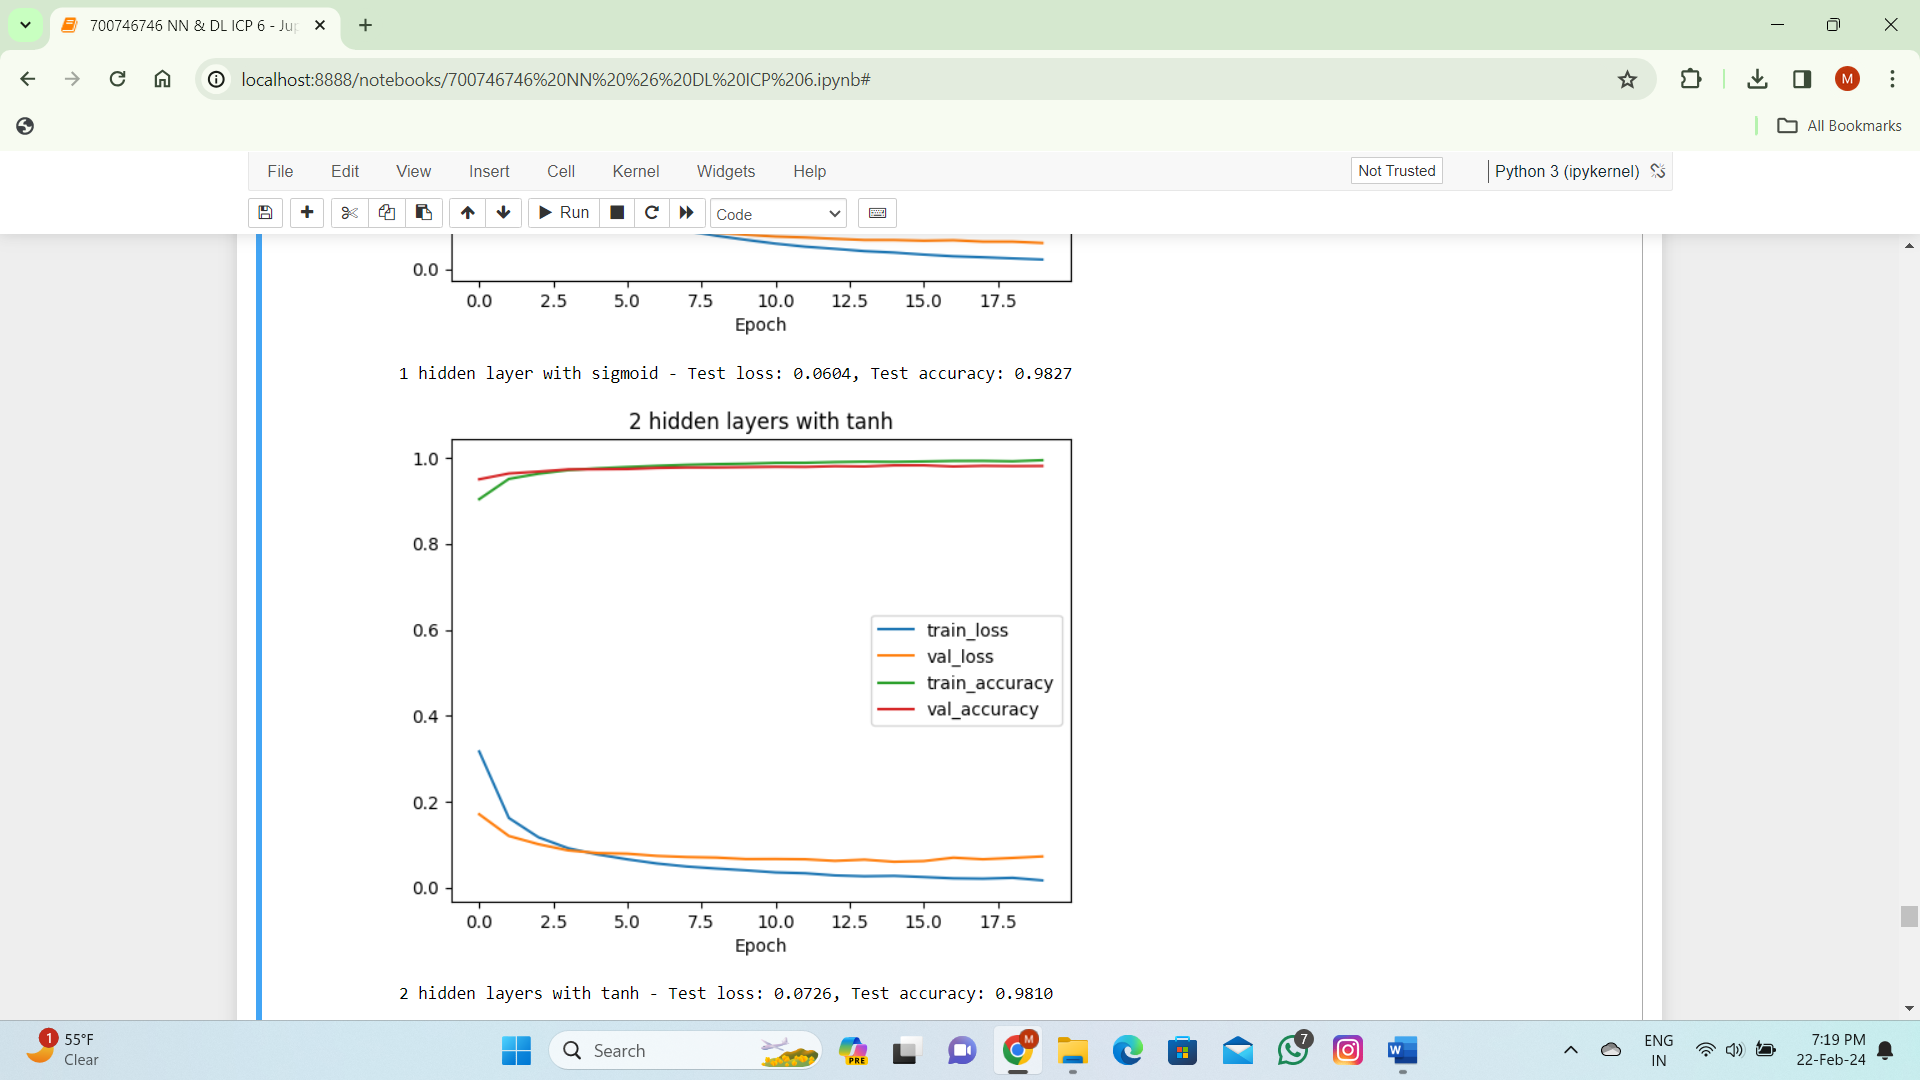 700746746 NN & DL ICP 6 - Jup
localhost:8888/notebooks/700746746%20NN%20%26%20DL%20ICP%206.ipynb#
M
All Bookmarks
File Edit View Insert Cell Kernel Widgets Help
Not Trusted
Python 3 (ipykernel)
Run
Code
0.0
0.0 2.5 5.0 7.5 10.0 12.5 15.0 17.5
Epoch
1 hidden layer with sigmoid - Test loss: 0.0604, Test accuracy: 0.9827
2 hidden layers with tanh
1.0
0.8
0.6
0.4
0.2
0.0
train_loss
val_loss
train_accuracy
val_accuracy
0.0 2.5 5.0 7.5 10.0 12.5 15.0 17.5
Epoch
2 hidden layers with tanh - Test loss: 0.0726, Test accuracy: 0.9810
1
55°F
Clear
Search
PRE
M
7
W
ENG
IN
7:19 PM
22-Feb-24